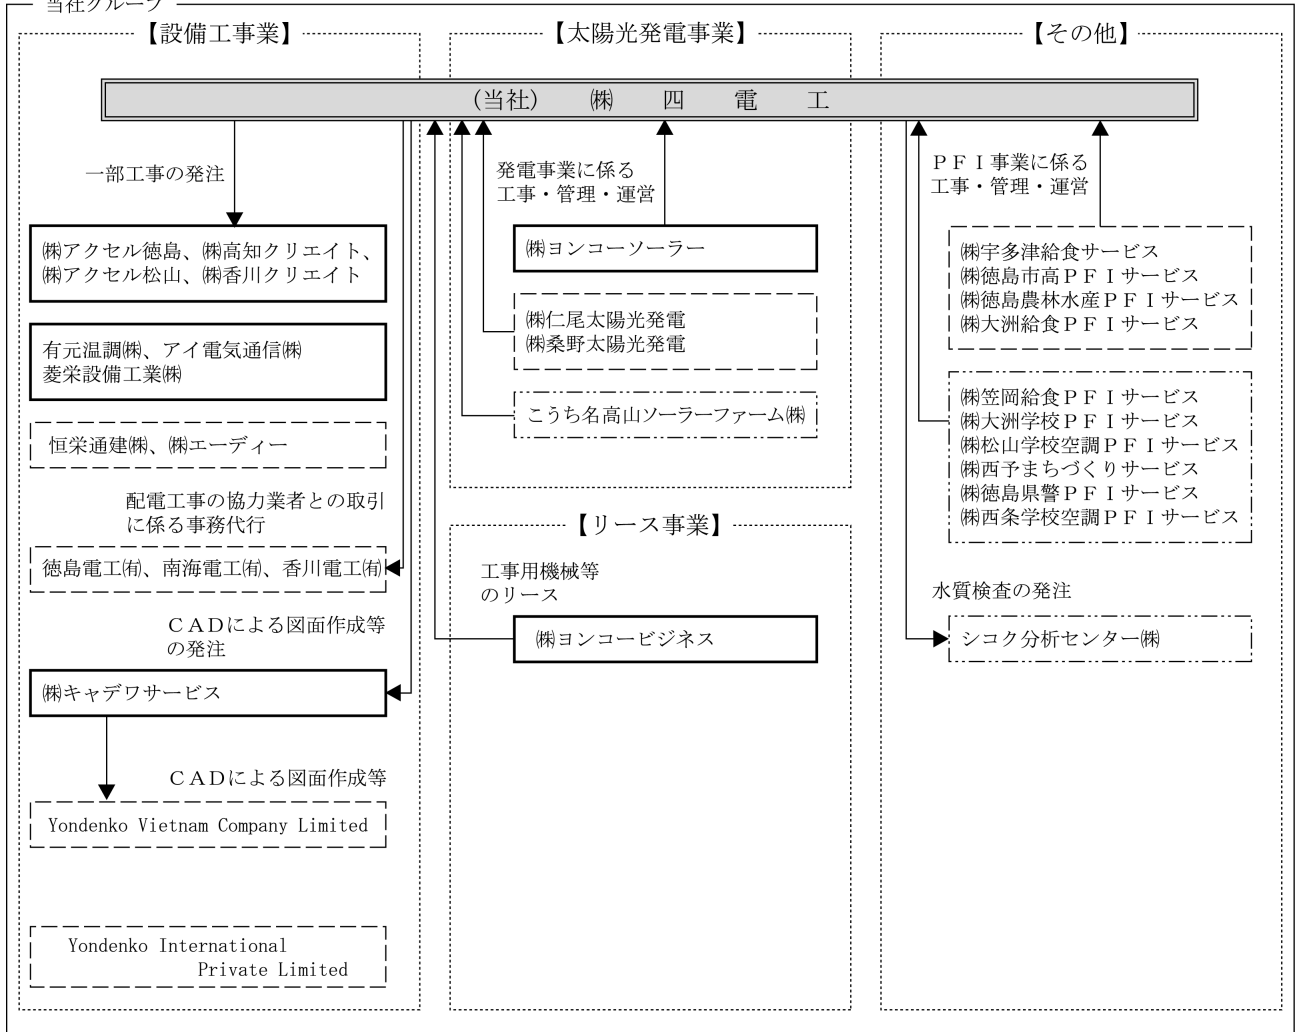 当社グループ
【設備工事業】
(当社)　㈱　四　電　工
一部工事の発注
㈱アクセル徳島、㈱高知クリエイト、
㈱アクセル松山、㈱香川クリエイト
有元温調㈱、アイ電気通信㈱
菱栄設備工業㈱
恒栄通建㈱、㈱エーディー
配電工事の協力業者との取引
に係る事務代行
徳島電工㈲、南海電工㈲、香川電工㈲
ＣＡＤによる図面作成等
の発注
㈱キャデワサービス
ＣＡＤによる図面作成等
Yondenko Vietnam Company Limited
Yondenko International
Private Limited
【太陽光発電事業】
発電事業に係る
工事・管理・運営
㈱ヨンコーソーラー
㈱仁尾太陽光発電
㈱桑野太陽光発電
こうち名高山ソーラーファーム㈱
【リース事業】
工事用機械等
のリース
㈱ヨンコービジネス
【その他】
ＰＦＩ事業に係る
工事・管理・運営
㈱宇多津給食サービス
㈱徳島市高ＰＦＩサービス
㈱徳島農林水産ＰＦＩサービス
㈱大洲給食ＰＦＩサービス
㈱笠岡給食ＰＦＩサービス
㈱大洲学校ＰＦＩサービス
㈱松山学校空調ＰＦＩサービス
㈱西予まちづくりサービス
㈱徳島県警ＰＦＩサービス
㈱西条学校空調ＰＦＩサービス
水質検査の発注
シコク分析センター㈱